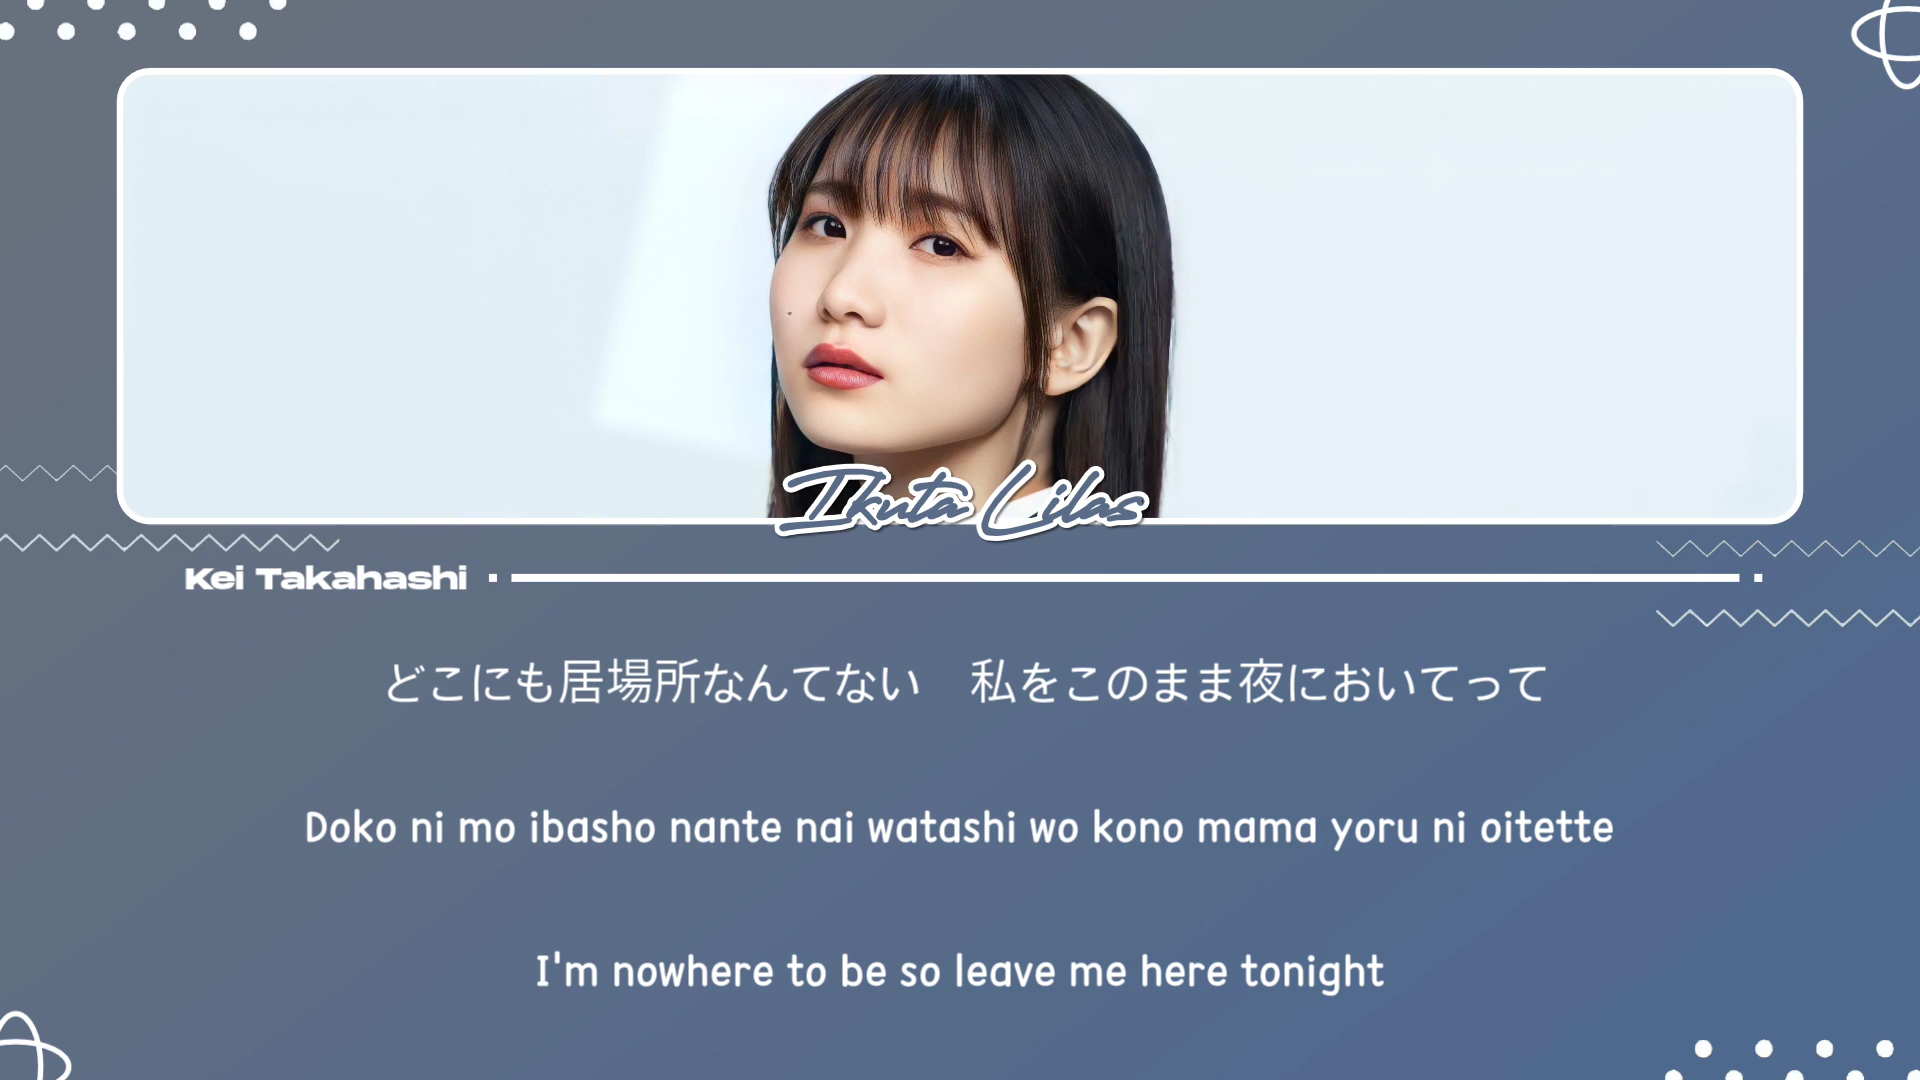 Ikuta Lilas
Kei Takahashi
どこにも居場所なんてない　私をこのまま夜においてって
Doko ni mo ibasho nante nai watashi wo kono mama yoru ni oitette
I'm nowhere to be so leave me here tonight